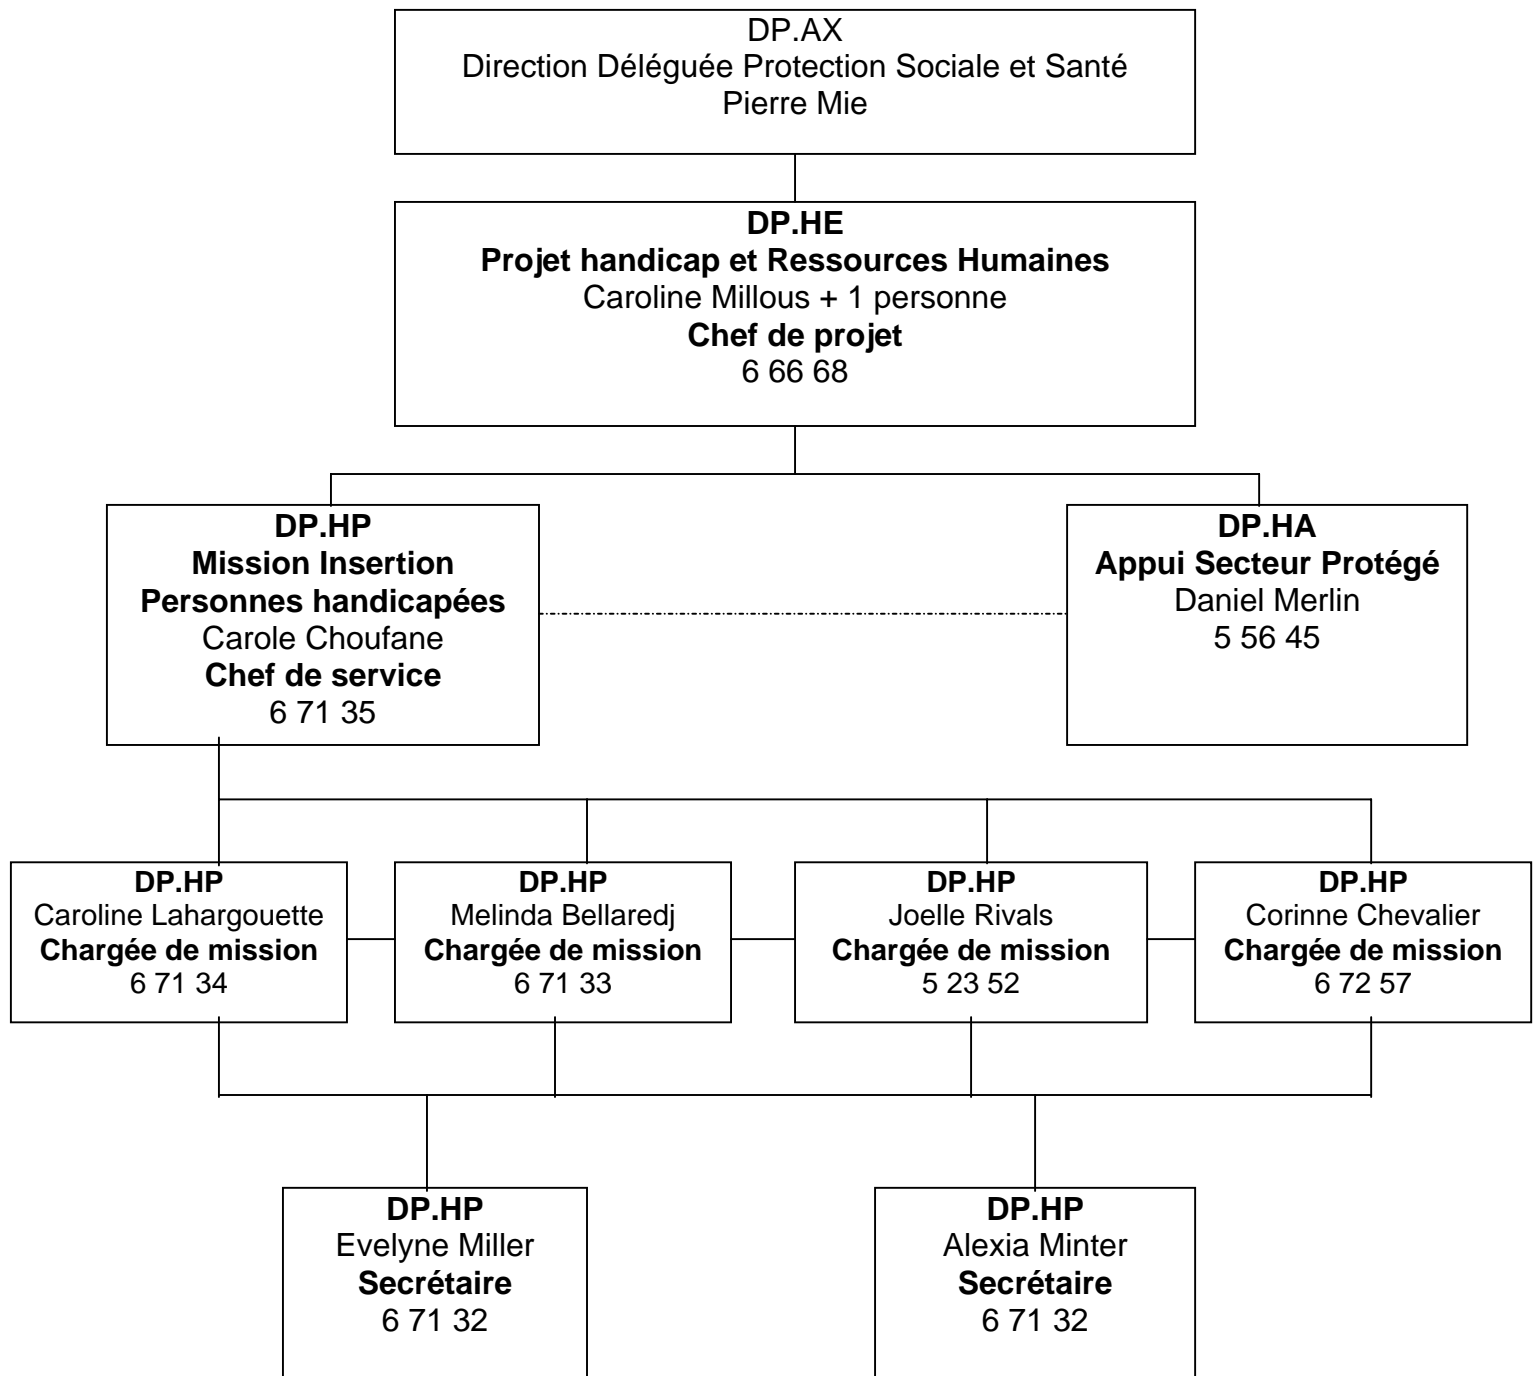 DP.AX
Direction Déléguée Protection Sociale et Santé
Pierre Mie
DP.HE
Projet handicap et Ressources Humaines
Caroline Millous + 1 personne
Chef de projet
6 66 68
DP.HP
Mission Insertion
Personnes handicapées
Carole Choufane
Chef de service
6 71 35
DP.HA
Appui Secteur Protégé
Daniel Merlin
5 56 45
DP.HP
Caroline Lahargouette
Chargée de mission
6 71 34
DP.HP
Melinda Bellaredj
Chargée de mission
6 71 33
DP.HP
Joelle Rivals
Chargée de mission
5 23 52
DP.HP
Corinne Chevalier
Chargée de mission
6 72 57
DP.HP
Evelyne Miller
Secrétaire
6 71 32
DP.HP
Alexia Minter
Secrétaire
6 71 32